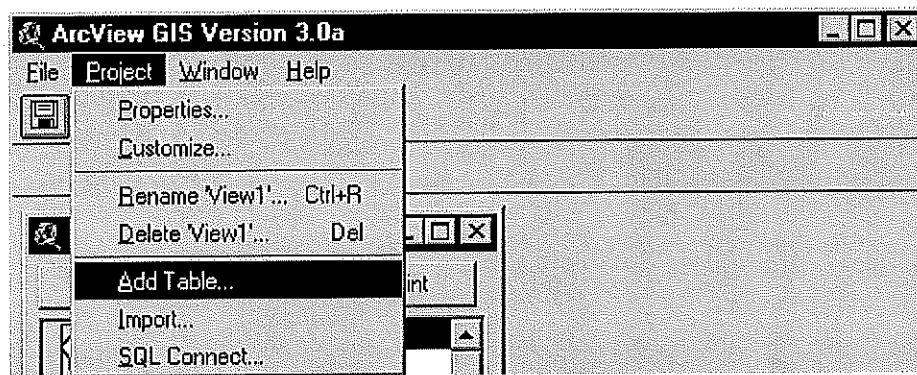 ArcView GIS Version 3.0a
File Project Window Help
Properties...
Customize...
Rename 'View1'... Ctrl+R
Delete 'View1'... Del
Add Table...
int
Import...
SQL Connect...